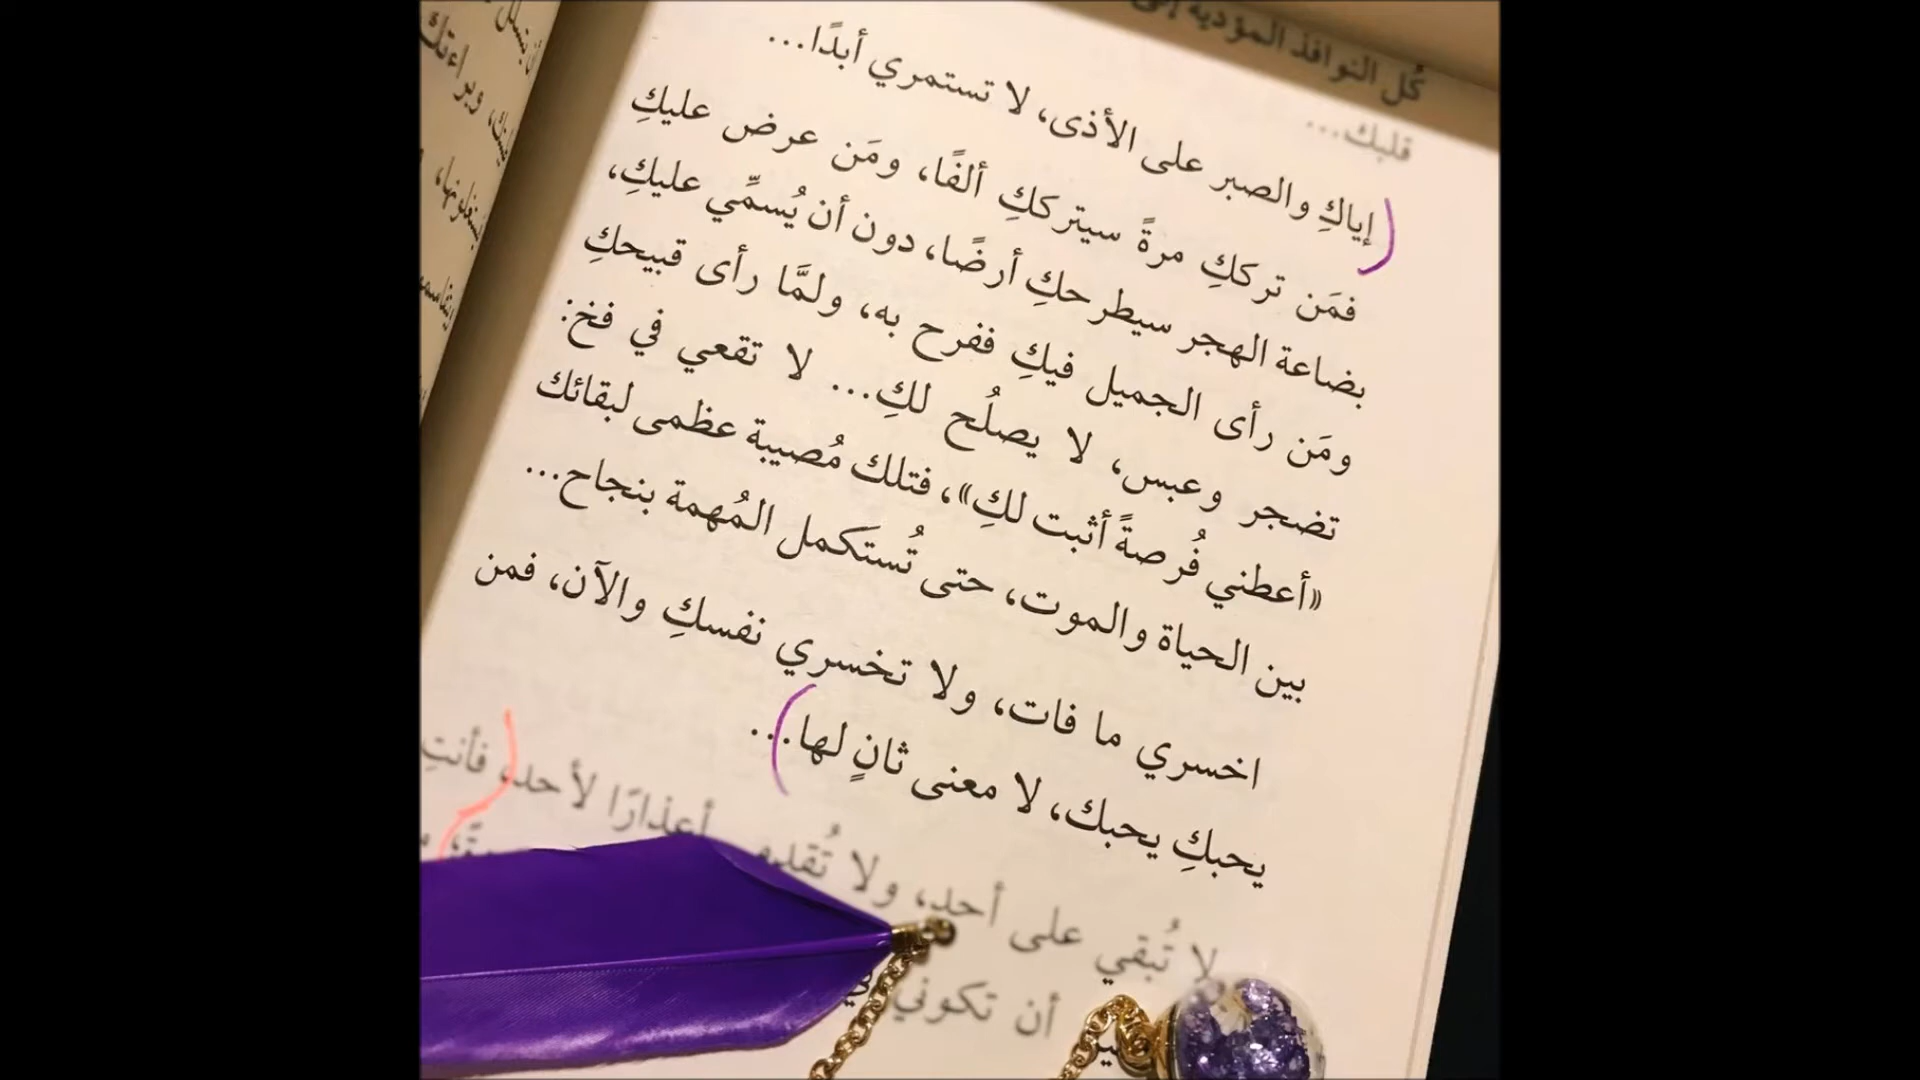 كُل النوافذ المؤدية إلى
قلبك...
إياكِ والصبر على الأذى، لا تستمري أبدًا...
فمَن ترككِ مرةً سيترككِ ألفًا، ومَن عرض عليكِ
بضاعة الهجر سيطرحكِ أرضًا، دون أن يُسمِّي عليكِ،
ومَن رأى الجميل فيكِ ففرح به، ولمَّا رأى قبيحكِ
تضجر وعبس، لا يصلُح لكِ... لا تقعي في فخ:
«أعطني فُرصةً أثبت لكِ»، فتلك مُصيبة عظمى لبقائك
بين الحياة والموت، حتى تُستكمل المُهمة بنجاح...
اخسري ما فات، ولا تخسري نفسكِ والآن، فمن
يحبكِ يحبك، لا معنى ثانٍ لها...
لا تُبقي على أحدٍ، ولا تُقدمي أعذارًا لأحد، فأنتِ
أن تكوني